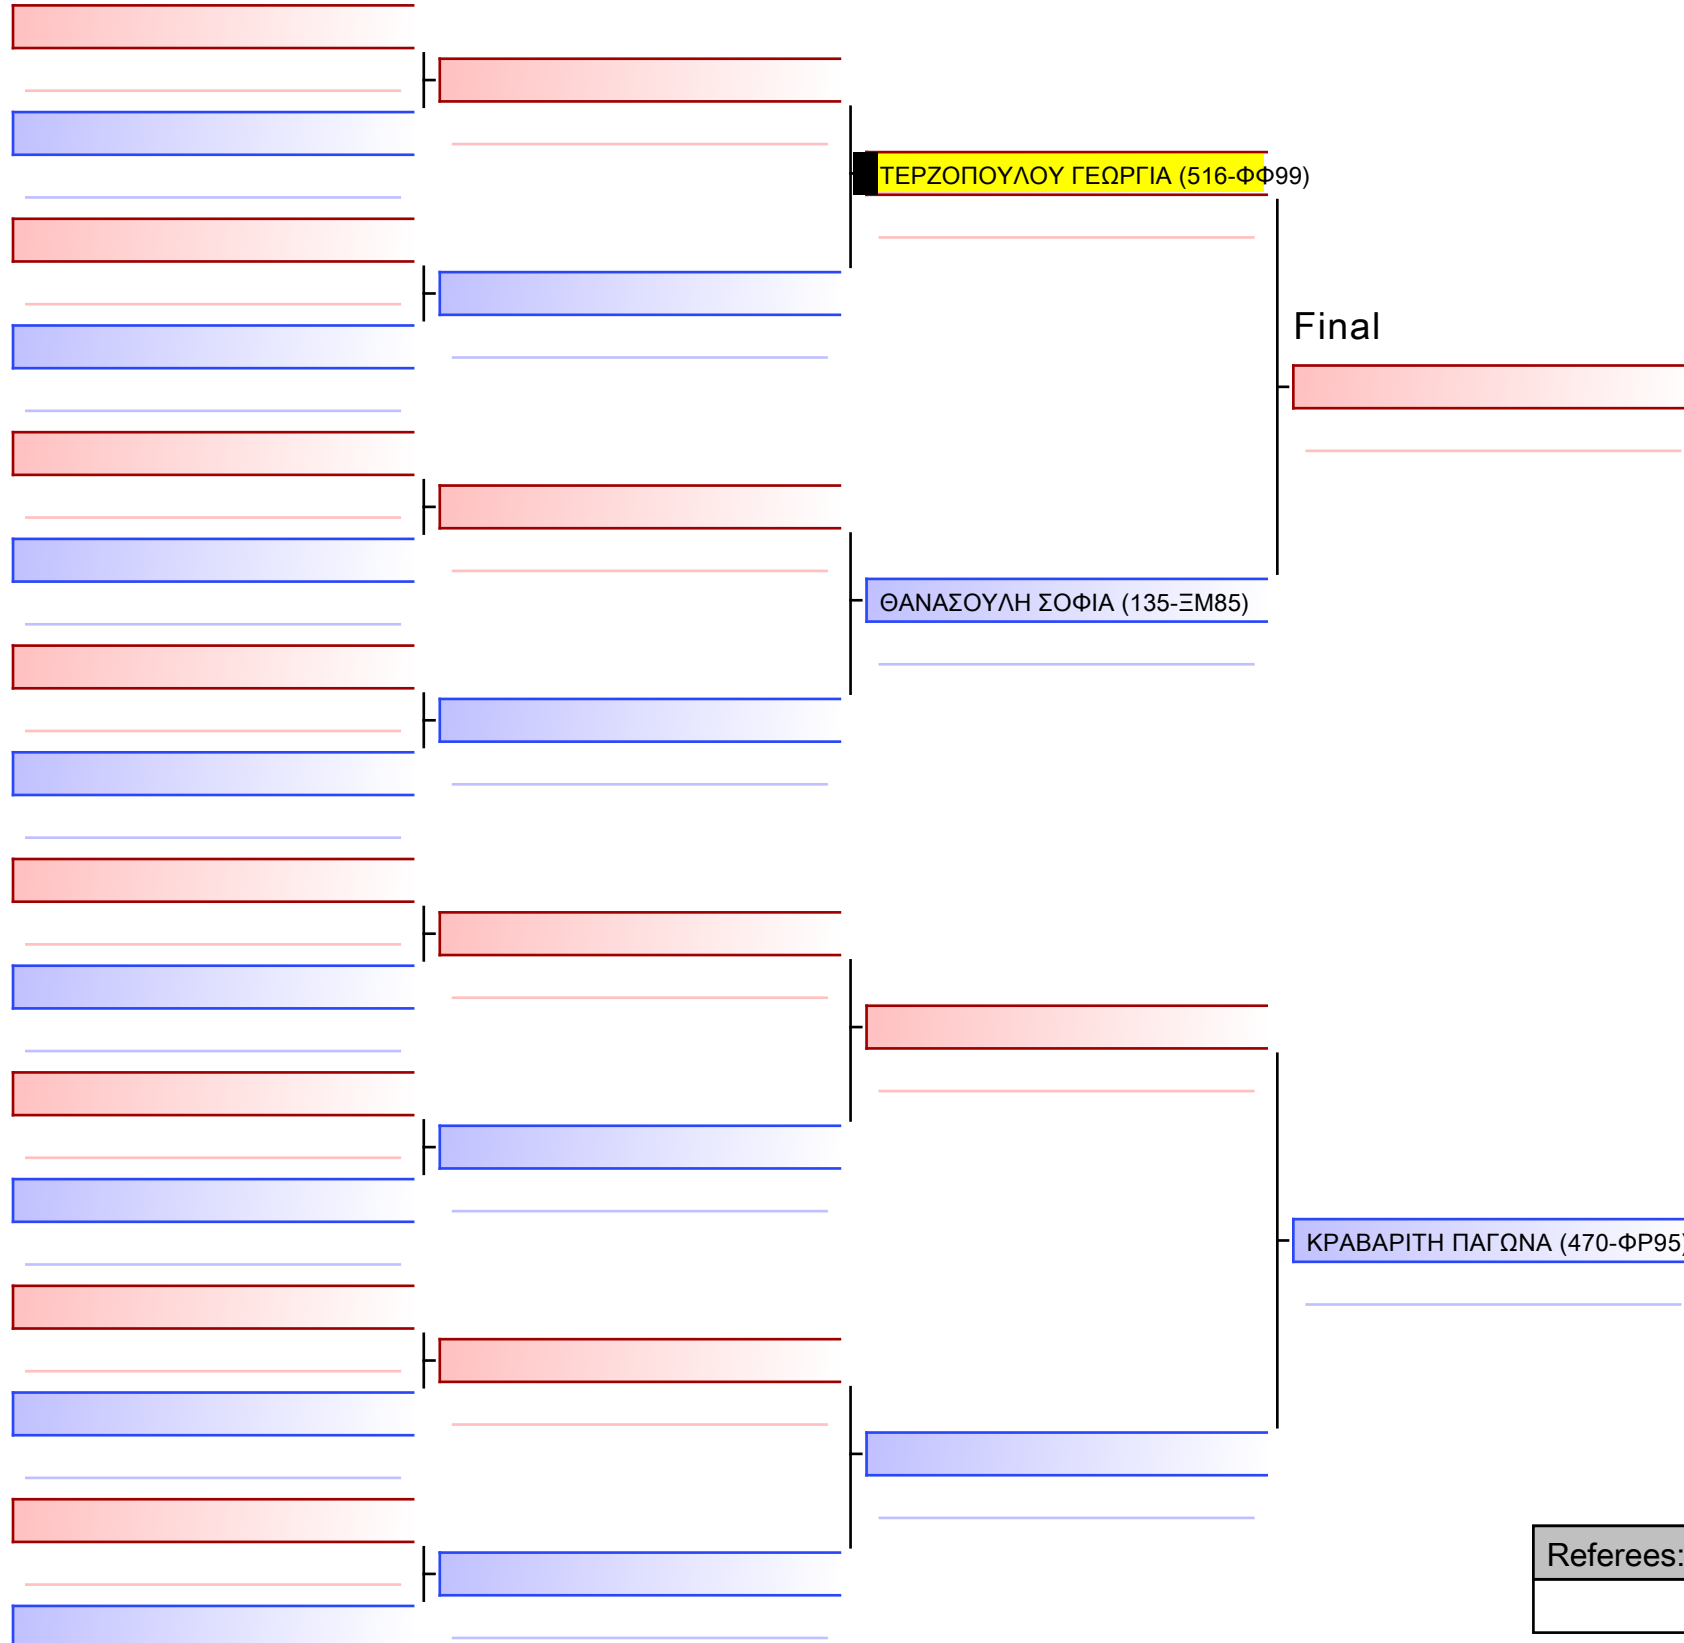 ΤΕΡΖΟΠΟΥΛΟΥ ΓΕΩΡΓΙΑ (516-ΦΦ99)
Final
ΘΑΝΑΣΟΥΛΗ ΣΟΦΙΑ (135-ΞΜ85)
ΚΡΑΒΑΡΙΤΗ ΠΑΓΩΝΑ (470-ΦΡ95)
Referees: